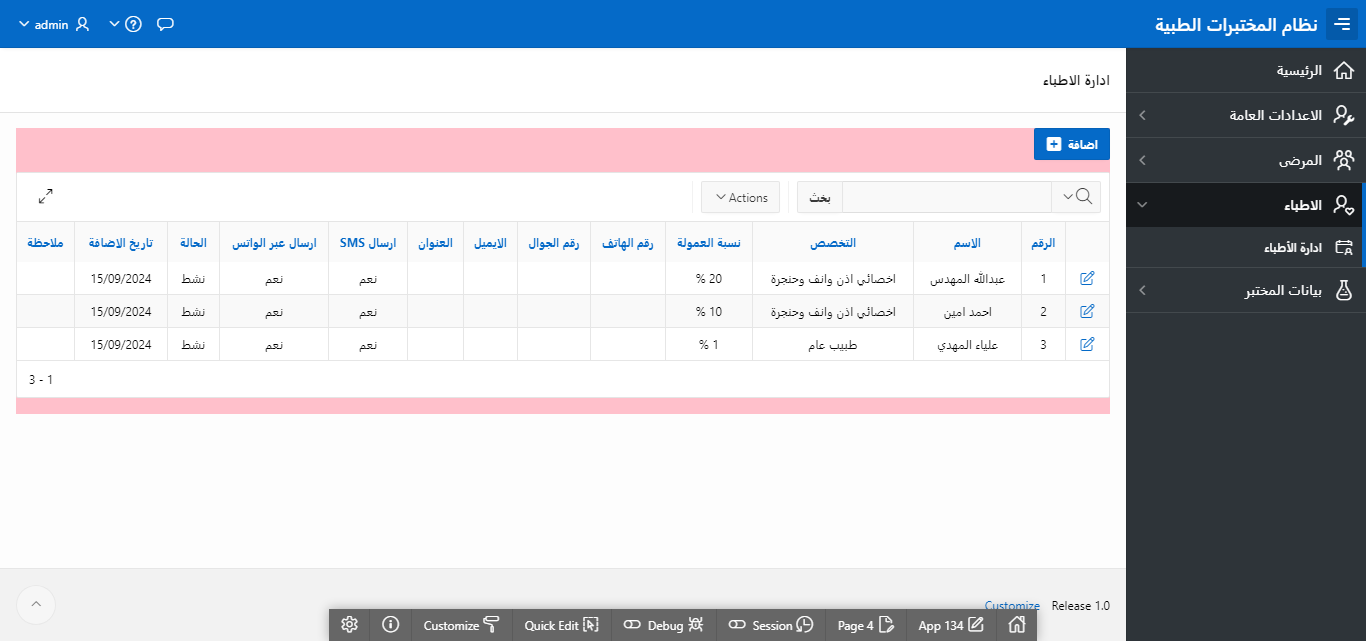 نظام المختبرات الطبية
admin
الرئيسية
الاعدادات العامة
المرضى
الاطباء
ادارة الأطباء
بيانات المختبر
ادارة الاطباء
اضافة
بخث
Actions
الرقم الاسم التخصص نسبة العمولة رقم الهاتف رقم الجوال الايميل العنوان ارسال SMS ارسال عبر الواتس الحالة تاريخ الاضافة ملاحظة
1 عبدالله المهدس اخصائي اذن وانف وحنجرة 20 % نعم نعم نشط 15/09/2024
2 احمد امين اخصائي اذن وانف وحنجرة 10 % نعم نعم نشط 15/09/2024
3 علياء المهدي طبيب عام 1 % نعم نعم نشط 15/09/2024
1 - 3
Release 1.0 Customize
App 134 Page 4 Session Debug Quick Edit Customize